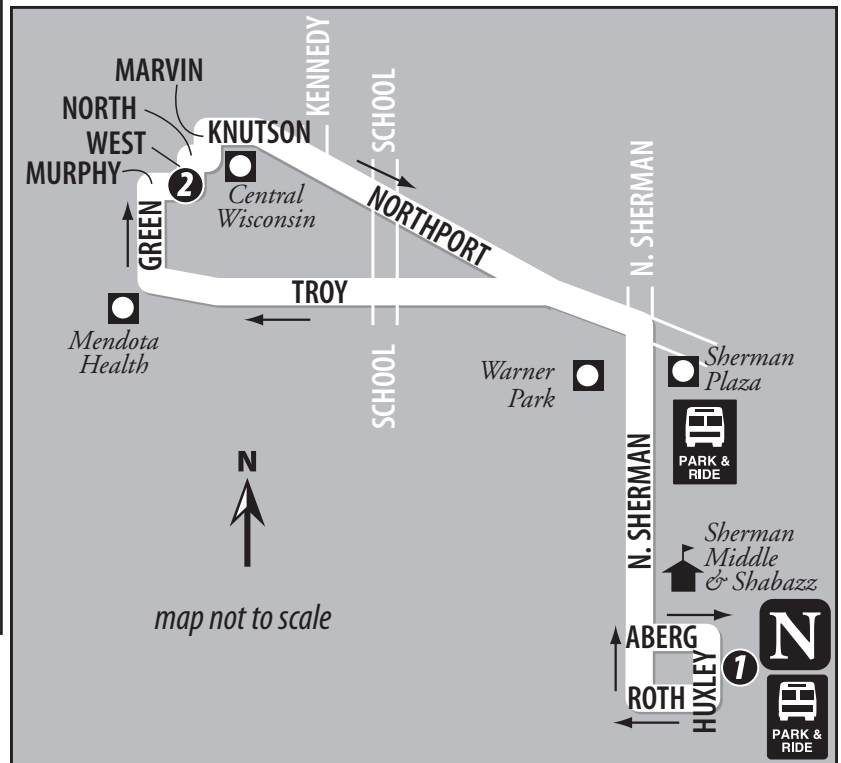 MARVIN
NORTH
WEST
MURPHY
KNUTSON
KENNEDY
SCHOOL
N. SHERMAN
2
Central
Wisconsin
NORTHPORT
GREEN
TROY
Mendota
Health
SCHOOL
Warner
Park
Sherman
Plaza
PARK &
RIDE
N. SHERMAN
N
map not to scale
Sherman
Middle
& Shabazz
ABERG
HUXLEY
ROTH
1
N
PARK &
RIDE